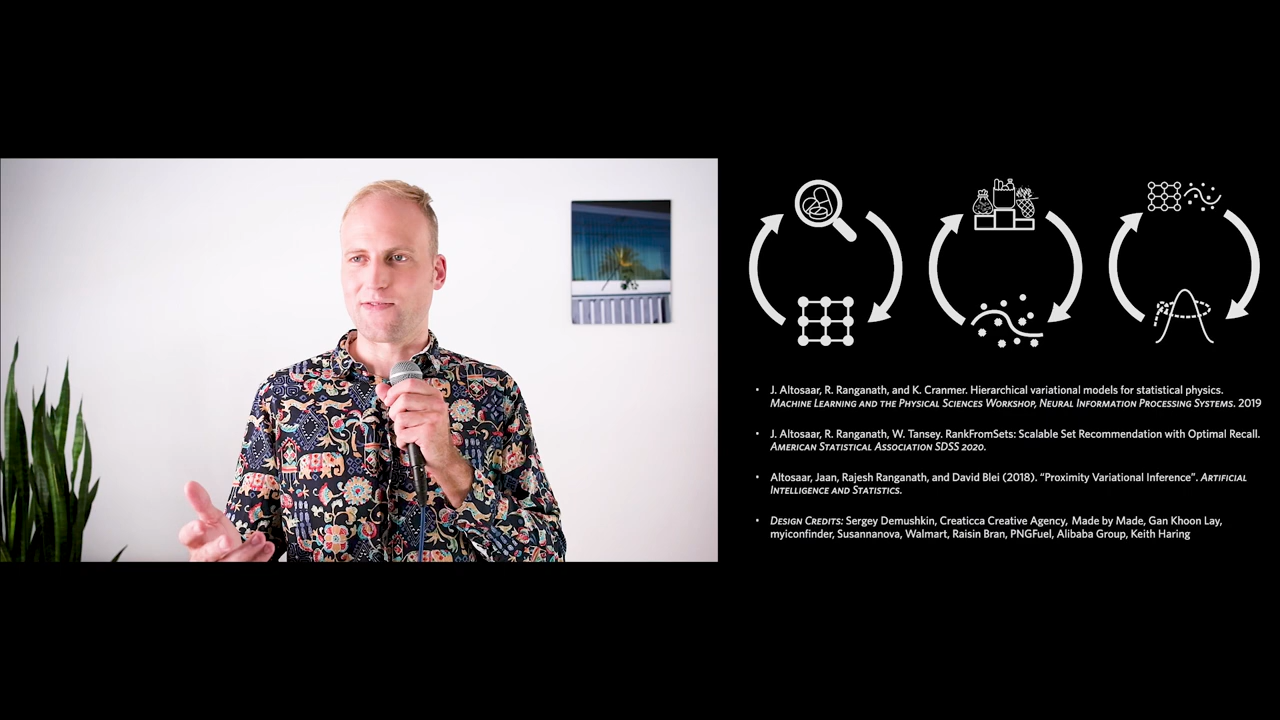 • J. Altosaar, R. Ranganath, and K. Cranmer. Hierarchical variational models for statistical physics.
Machine Learning and the Physical Sciences Workshop, Neural Information Processing Systems. 2019
• J. Altosaar, R. Ranganath, W. Tansey. RankFromSets: Scalable Set Recommendation with Optimal Recall.
American Statistical Association SDSS 2020.
• Altosaar, Jaan, Rajesh Ranganath, and David Blei (2018). “Proximity Variational Inference”. Artificial
Intelligence and Statistics.
• Design Credits: Sergey Demushkin, Creaticca Creative Agency, Made by Made, Gan Khoon Lay,
myiconfinder, Susannanova, Walmart, Raisin Bran, PNGFuel, Alibaba Group, Keith Haring